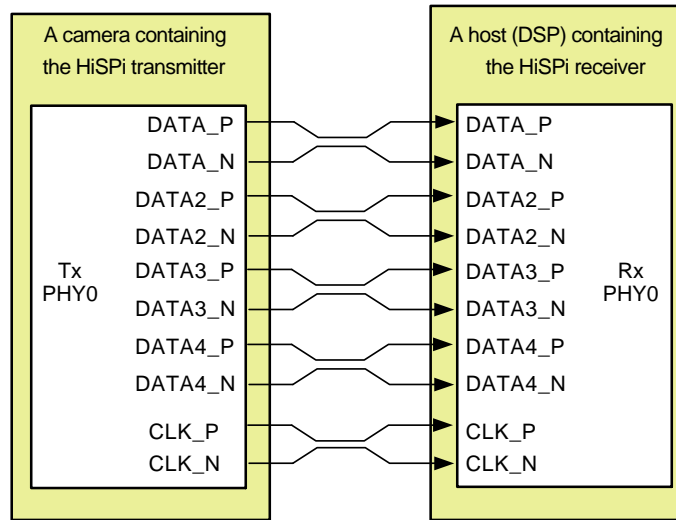 A camera containing
the HiSPi transmitter
A host (DSP) containing
the HiSPi receiver
DATA_P
DATA_N
DATA2_P
DATA2_N
DATA3_P
DATA3_N
DATA4_P
DATA4_N
CLK_P
CLK_N
Tx
PHY0
DATA_P
DATA_N
DATA2_P
DATA2_N
DATA3_P
DATA3_N
DATA4_P
DATA4_N
CLK_P
CLK_N
Rx
PHY0